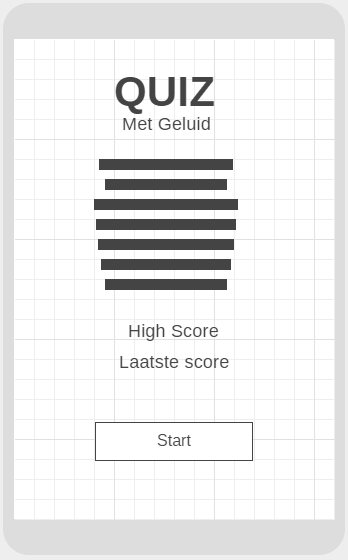 QUIZ
Met Geluid
High Score
Laatste score
Start